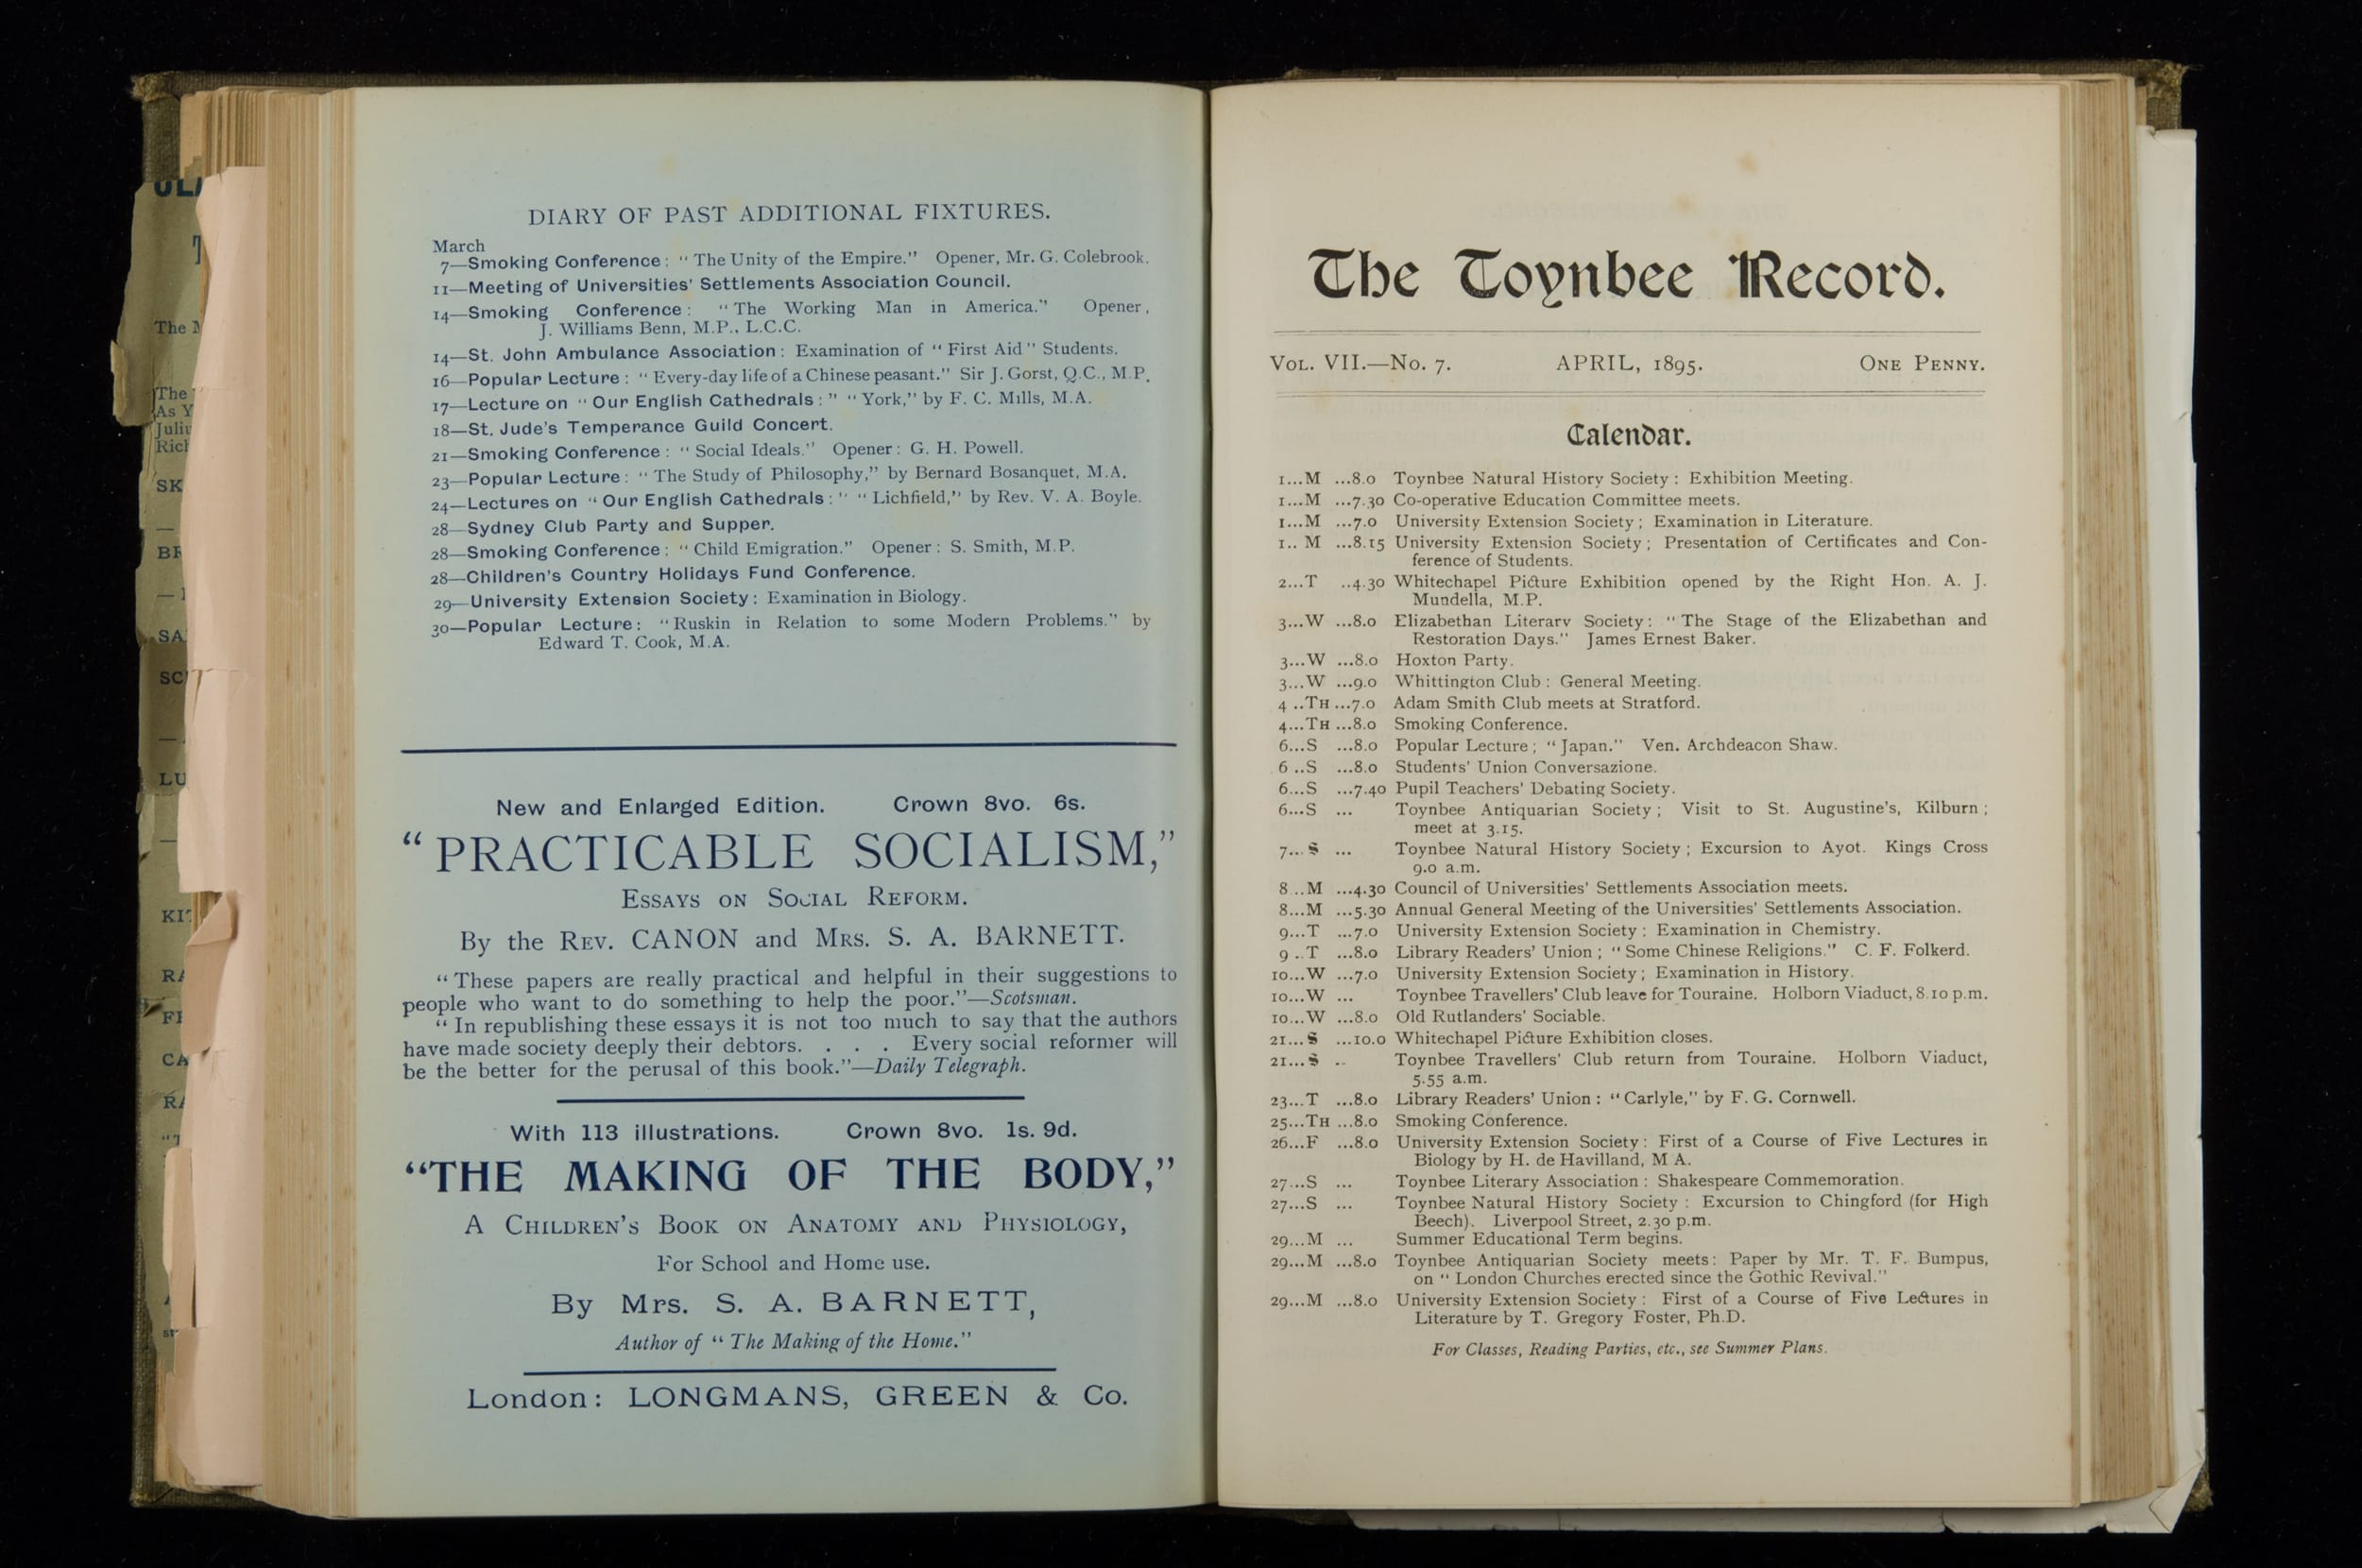 DIARY OF PAST ADDITIONAL FIXTURES.
March
7—Smoking Conference: "The Unity of the Empire." Opener, Mr. G. Colebrook.
11—Meeting of Universities' Settlements Association Council.
14—Smoking Conference: "The Working Man in America." Opener,
J. Williams Benn, M.P., L.C.C.
14—St. John Ambulance Association: Examination of "First Aid" Students.
16—Popular Lecture: "Every-day life of a Chinese peasant." Sir J. Gorst, Q.C., M.P.
17—Lecture on "Our English Cathedrals:" "York," by F. C. Mills, M.A.
18—St. Jude's Temperance Guild Concert.
21—Smoking Conference: "Social Ideals." Opener: G. H. Powell.
23—Popular Lecture: "The Study of Philosophy," by Bernard Bosanquet, M.A.
24—Lectures on "Our English Cathedrals:" "Lichfield," by Rev. V. A. Boyle.
28—Sydney Club Party and Supper.
28—Smoking Conference: "Child Emigration." Opener: S. Smith, M.P.
28—Children's Country Holidays Fund Conference.
29—University Extension Society: Examination in Biology.
30—Popular Lecture: "Ruskin in Relation to some Modern Problems." by
Edward T. Cook, M.A.
New and Enlarged Edition. Crown 8vo. 6s.
"PRACTICABLE SOCIALISM,"
ESSAYS ON SOCIAL REFORM.
By the REV. CANON and MRS. S. A. BARNETT.
"These papers are really practical and helpful in their suggestions to
people who want to do something to help the poor."—Scotsman.
"In republishing these essays it is not too much to say that the authors
have made society deeply their debtors. . . . Every social reformer will
be the better for the perusal of this book."—Daily Telegraph.
With 113 illustrations. Crown 8vo. 1s. 9d.
"THE MAKING OF THE BODY,"
A CHILDREN'S BOOK ON ANATOMY AND PHYSIOLOGY,
For School and Home use.
By Mrs. S. A. BARNETT,
Author of "The Making of the Home."
London: LONGMANS, GREEN & Co.
The Toynbee Record.
VOL. VII.—No. 7. APRIL, 1895. ONE PENNY.
Calendar.
1...M ...8.0 Toynbee Natural History Society: Exhibition Meeting.
1...M ...7.30 Co-operative Education Committee meets.
1...M ...7.0 University Extension Society; Examination in Literature.
1.. M ...8.15 University Extension Society; Presentation of Certificates and Con-
ference of Students.
2...T ..4.30 Whitechapel Picture Exhibition opened by the Right Hon. A. J.
Mundella, M.P.
3...W ...8.0 Elizabethan Literary Society: "The Stage of the Elizabethan and
Restoration Days." James Ernest Baker.
3...W ...8.0 Hoxton Party.
3...W ...9.0 Whittington Club: General Meeting.
4 ..TH ...7.0 Adam Smith Club meets at Stratford.
4...TH ...8.0 Smoking Conference.
6...S ...8.0 Popular Lecture; "Japan." Ven. Archdeacon Shaw.
6 ..S ...8.0 Students' Union Conversazione.
6...S ...7.40 Pupil Teachers' Debating Society.
6...S ... Toynbee Antiquarian Society; Visit to St. Augustine's, Kilburn;
meet at 3.15.
7...S ... Toynbee Natural History Society; Excursion to Ayot. Kings Cross
9.0 a.m.
8 ..M ...4.30 Council of Universities' Settlements Association meets.
8...M ...5.30 Annual General Meeting of the Universities' Settlements Association.
9...T ...7.0 University Extension Society: Examination in Chemistry.
9 ..T ...8.0 Library Readers' Union; "Some Chinese Religions." C. F. Folkerd.
10...W ...7.0 University Extension Society; Examination in History.
10...W ... Toynbee Travellers' Club leave for Touraine. Holborn Viaduct, 8.10 p.m.
10...W ...8.0 Old Rutlanders' Sociable.
21...S ...10.0 Whitechapel Picture Exhibition closes.
21...S .. Toynbee Travellers' Club return from Touraine. Holborn Viaduct,
5.55 a.m.
23...T ...8.0 Library Readers' Union: "Carlyle," by F. G. Cornwell.
25...TH ...8.0 Smoking Conference.
26...F ...8.0 University Extension Society: First of a Course of Five Lectures in
Biology by H. de Havilland, M A.
27...S ... Toynbee Literary Association: Shakespeare Commemoration.
27...S ... Toynbee Natural History Society: Excursion to Chingford (for High
Beech). Liverpool Street, 2.30 p.m.
29...M ... Summer Educational Term begins.
29...M ...8.0 Toynbee Antiquarian Society meets: Paper by Mr. T. F. Bumpus,
on "London Churches erected since the Gothic Revival."
29...M ...8.0 University Extension Society: First of a Course of Five Lectures in
Literature by T. Gregory Foster, Ph.D.
For Classes, Reading Parties, etc., see Summer Plans.